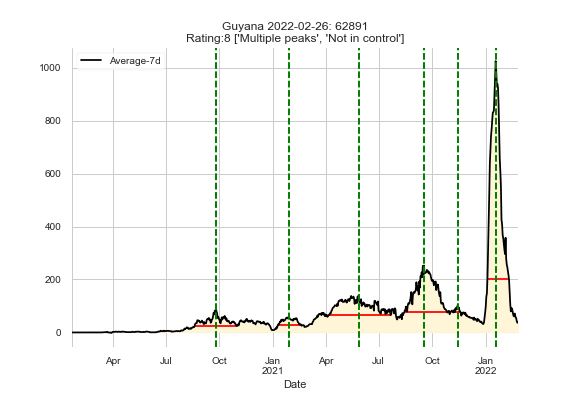 Guyana 2022-02-26: 62891
Rating:8 ['Multiple peaks', 'Not in control']
Average-7d
1000
800
600
400
200
0
Apr Jul Oct Jan Apr Jul Oct Jan
2021 2022
Date